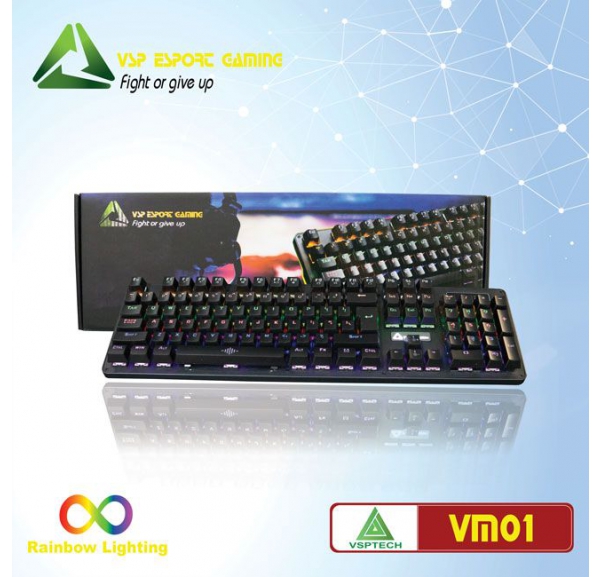 VSP ESPORT GAMING
Fight or give up
VSP ESPORT GAMING
Fight or give up
Rainbow Lighting
VSPTECH
VM01